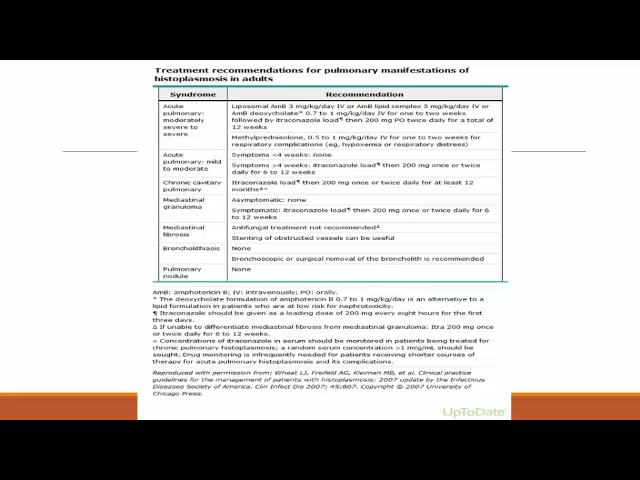 Treatment recommendations for pulmonary manifestations of
histoplasmosis in adults
Syndrome Recommendation
Acute
pulmonary:
moderately
severe to
severe
Liposomal AmB 3 mg/kg/day IV or AmB lipid complex 5 mg/kg/day IV or
AmB deoxycholate* 0.7 to 1 mg/kg/day IV for one to two weeks
followed by itraconazole load¶ then 200 mg PO twice daily for a total of
12 weeks
Methylprednisolone, 0.5 to 1 mg/kg/day IV for one to two weeks for
respiratory complications (eg, hypoxemia or respiratory distress)
Acute
pulmonary: mild
to moderate
Symptoms <4 weeks: none
Symptoms >4 weeks: itraconazole load¶ then 200 mg once or twice
daily for 6 to 12 weeks
Chronic cavitary
pulmonary
Itraconazole load¶ then 200 mg once or twice daily for at least 12
months Δ◊
Mediastinal
granuloma
Asymptomatic: none
Symptomatic: itraconazole load¶ then 200 mg once or twice daily for 6
to 12 weeks
Mediastinal
fibrosis
Antifungal treatment not recommended Δ
Stenting of obstructed vessels can be useful
Broncholithiasis
None
Bronchoscopic or surgical removal of the broncholith is recommended
Pulmonary
nodule
None
AmB: amphotericin B; IV: intravenously; PO: orally.
* The deoxycholate formulation of amphotericin B 0.7 to 1 mg/kg/day is an alternative to a
lipid formulation in patients who are at low risk for nephrotoxicity.
¶ Itraconazole should be given as a loading dose of 200 mg every eight hours for the first
three days.
Δ If unable to differentiate mediastinal fibrosis from mediastinal granuloma: Itra 200 mg once
or twice daily for 6 to 12 weeks.
◊ Concentrations of itraconazole in serum should be monitored in patients being treated for
chronic pulmonary histoplasmosis; a random serum concentration >1 mcg/mL should be
sought. Drug monitoring is infrequently needed for patients receiving shorter courses of
therapy for acute pulmonary histoplasmosis and its complications.
Reproduced with permission from: Wheat LJ, Freifeld AG, Kleiman MB, et al. Clinical practice
guidelines for the management of patients with histoplasmosis: 2007 update by the Infectious
Diseases Society of America. Clin Infect Dis 2007; 45:807. Copyright © 2007 University of
Chicago Press.
UpToDate